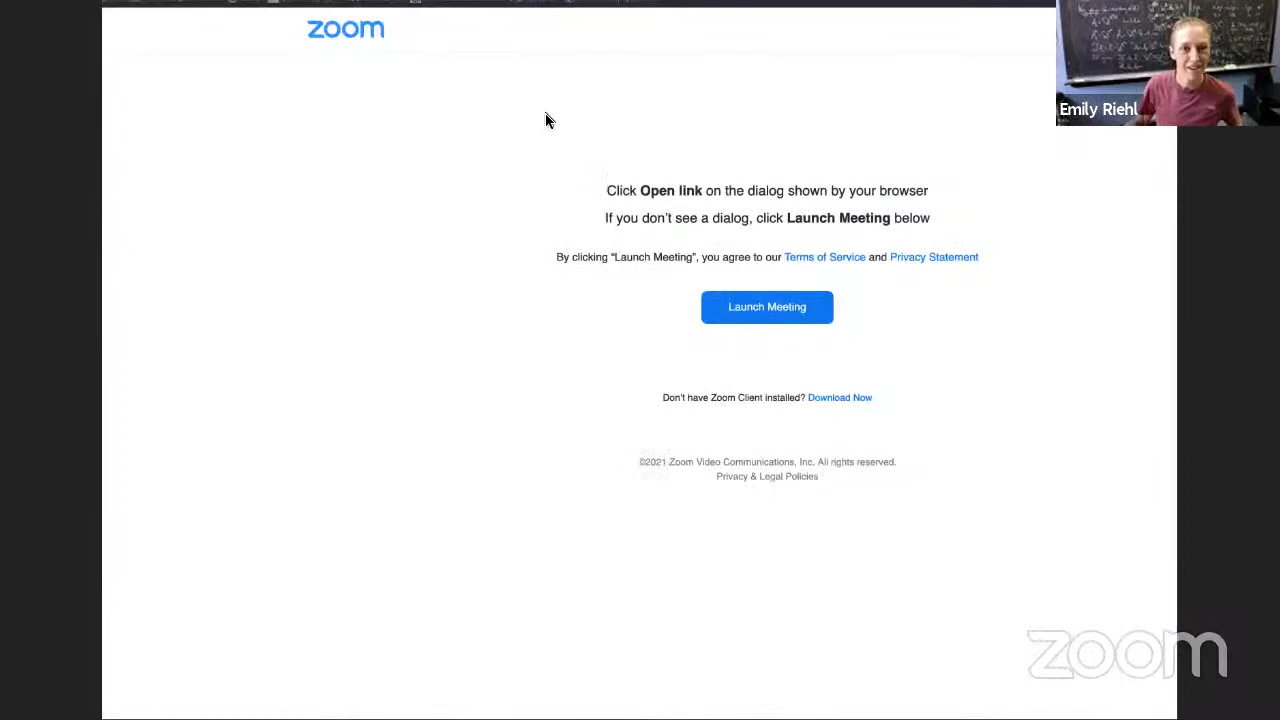 zoom
Emily Riehl
Click Open link on the dialog shown by your browser
If you don't see a dialog, click Launch Meeting below
By clicking “Launch Meeting”, you agree to our Terms of Service and Privacy Statement
Launch Meeting
Don't have Zoom Client installed? Download Now
©2021 Zoom Video Communications, Inc. All rights reserved.
Privacy & Legal Policies
zoom